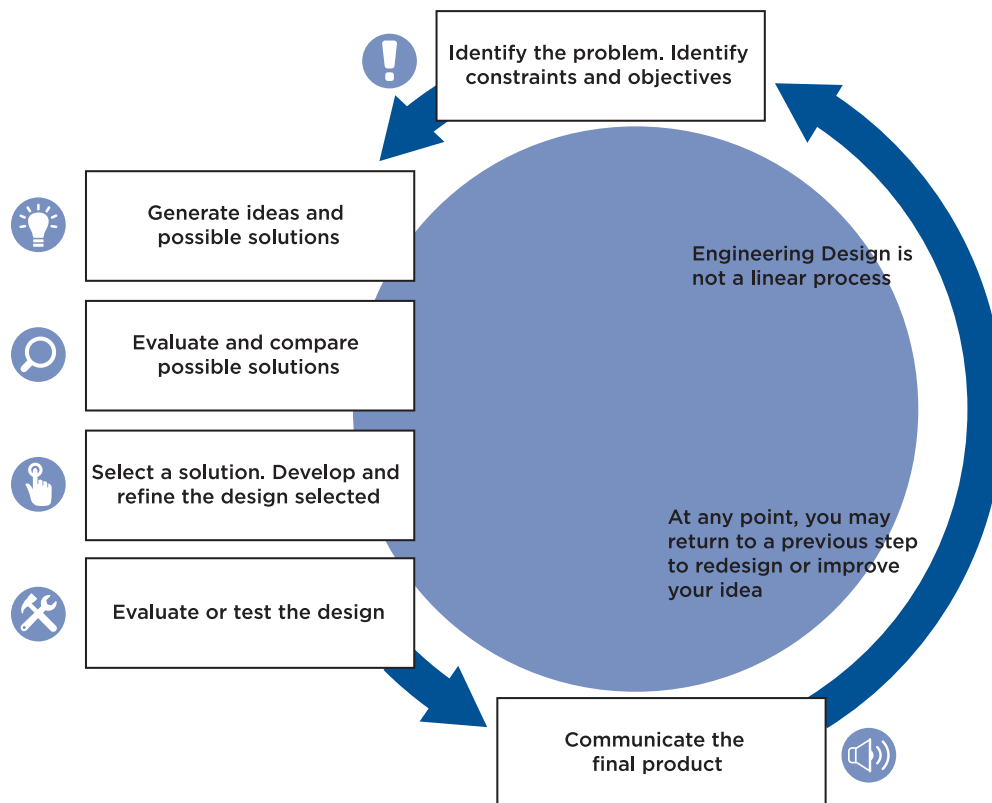 Identify the problem. Identify
constraints and objectives
Generate ideas and
possible solutions
Evaluate and compare
possible solutions
Select a solution. Develop and
refine the design selected
Evaluate or test the design
Communicate the
final product
Engineering Design is
not a linear process
At any point, you may
return to a previous step
to redesign or improve
your idea